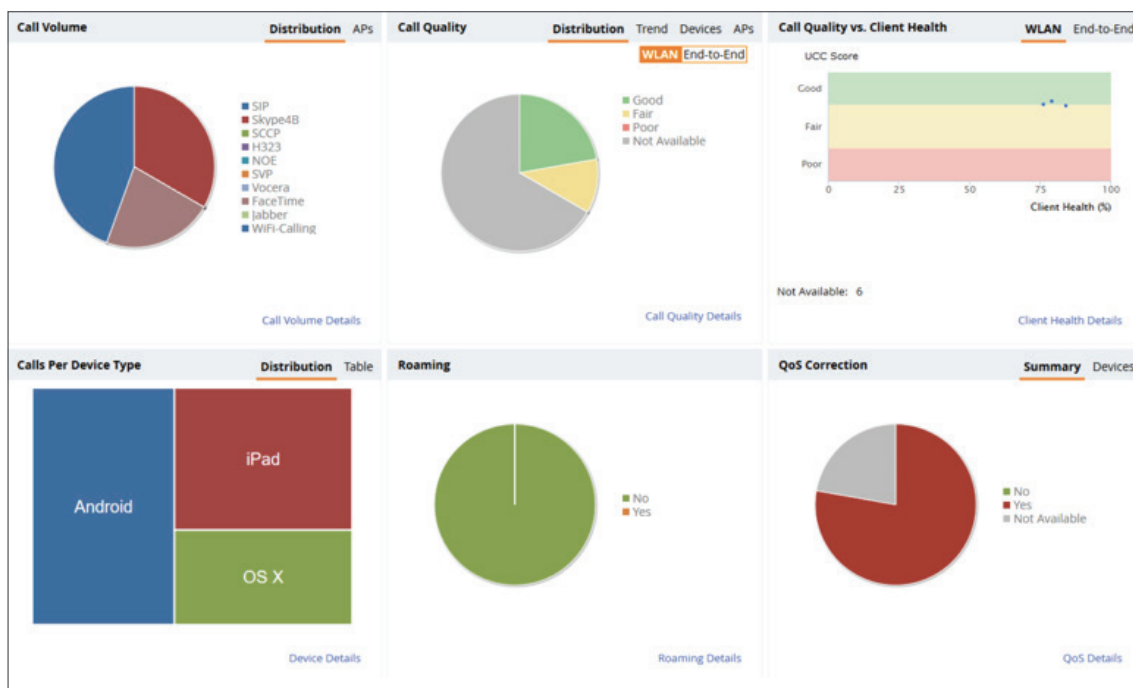 Call Volume
Distribution APs
SIP
Skype4B
SCCP
H323
NOE
SVP
Vocera
FaceTime
Jabber
WiFi-Calling
Call Volume Details
Call Quality
Distribution Trend Devices APs
WLAN End-to-End
Good
Fair
Poor
Not Available
Call Quality Details
Call Quality vs. Client Health
WLAN End-to-End
UCC Score
Good
Fair
Poor
0 25 50 75 100
Client Health (%)
Not Available: 6
Client Health Details
Calls Per Device Type
Distribution Table
Android
iPad
OS X
Device Details
Roaming
No
Yes
Roaming Details
QoS Correction
Summary Devices
No
Yes
Not Available
QoS Details